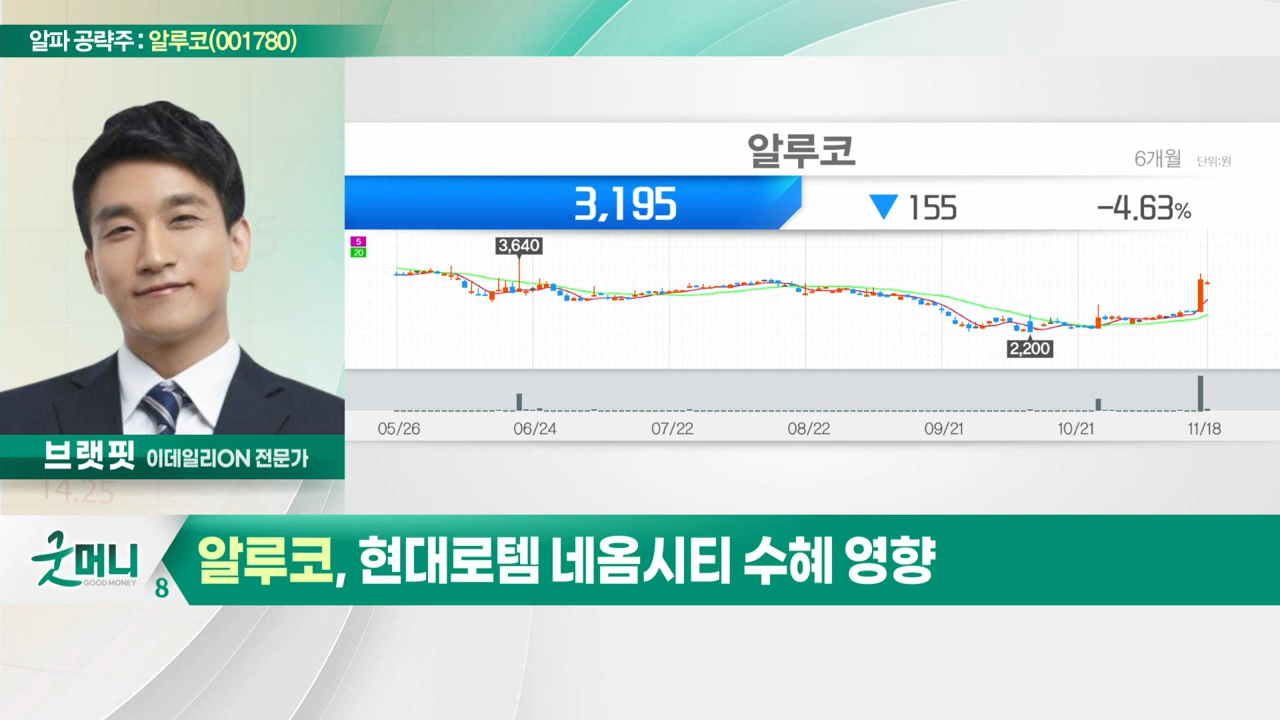 알파 공략주 : 알루코(001780)
알루코
6개월 단위:원
3,195 ▼ 155 -4.63%
5
20
3,640
2,200
05/26 06/24 07/22 08/22 09/21 10/21 11/18
브랫핏 이데일리ON 전문가
14.25
굿머니
GOOD MONEY
8
알루코, 현대로템 네옴시티 수혜 영향